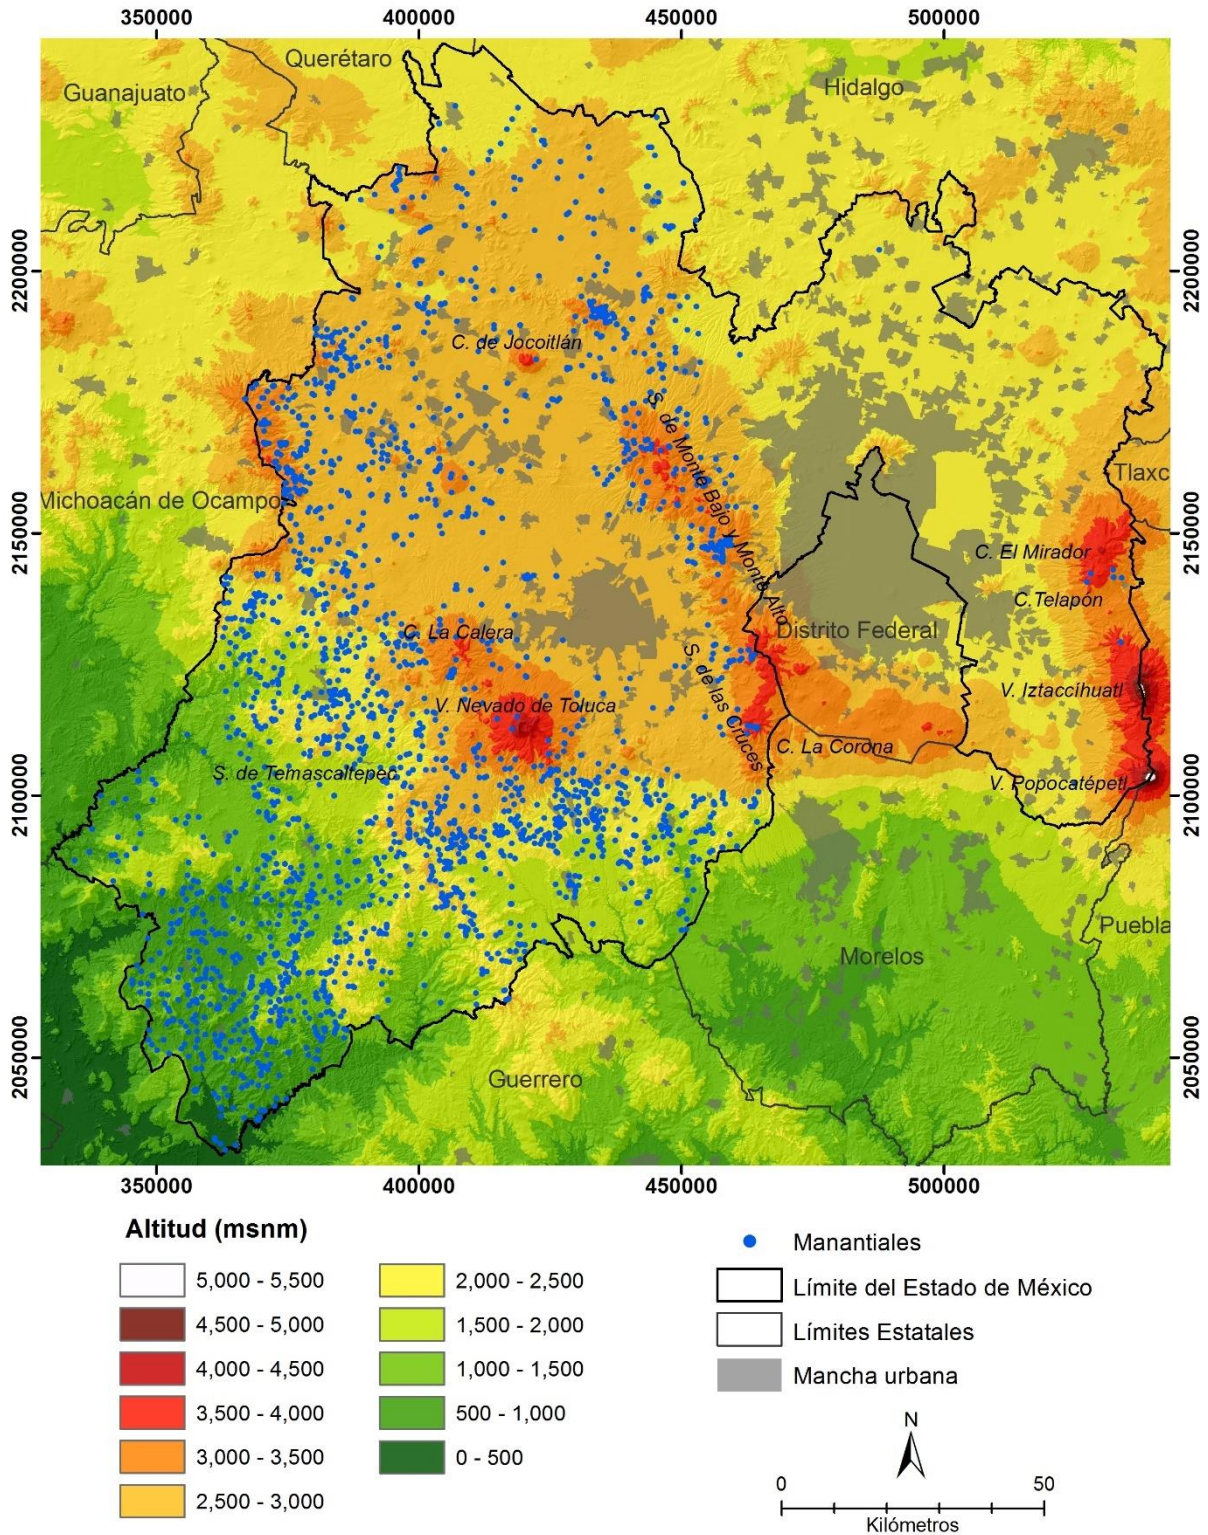 350000 400000 450000 500000
Querétaro
Guanajuato
Hidalgo
2200000 2200000
C. de Jocoitlán
S. de Monte Bajo y Monte Alto
Tlaxc
Michoacán de Ocampo
2150000 2150000
C. El Mirador
C.Telapón
C. La Calera
Distrito Federal
S. de las Cruces
V. Iztaccíhuatl
V. Nevado de Toluca
C. La Corona
S. de Temascaltepec
V. Popocatépetl
2100000 2100000
Puebla
Morelos
2050000 2050000
Guerrero
350000 400000 450000 500000
Altitud (msnm)
5,000 - 5,500
4,500 - 5,000
4,000 - 4,500
3,500 - 4,000
3,000 - 3,500
2,500 - 3,000
2,000 - 2,500
1,500 - 2,000
1,000 - 1,500
500 - 1,000
0 - 500
Manantiales
Límite del Estado de México
Límites Estatales
Mancha urbana
N
0 50
Kilómetros